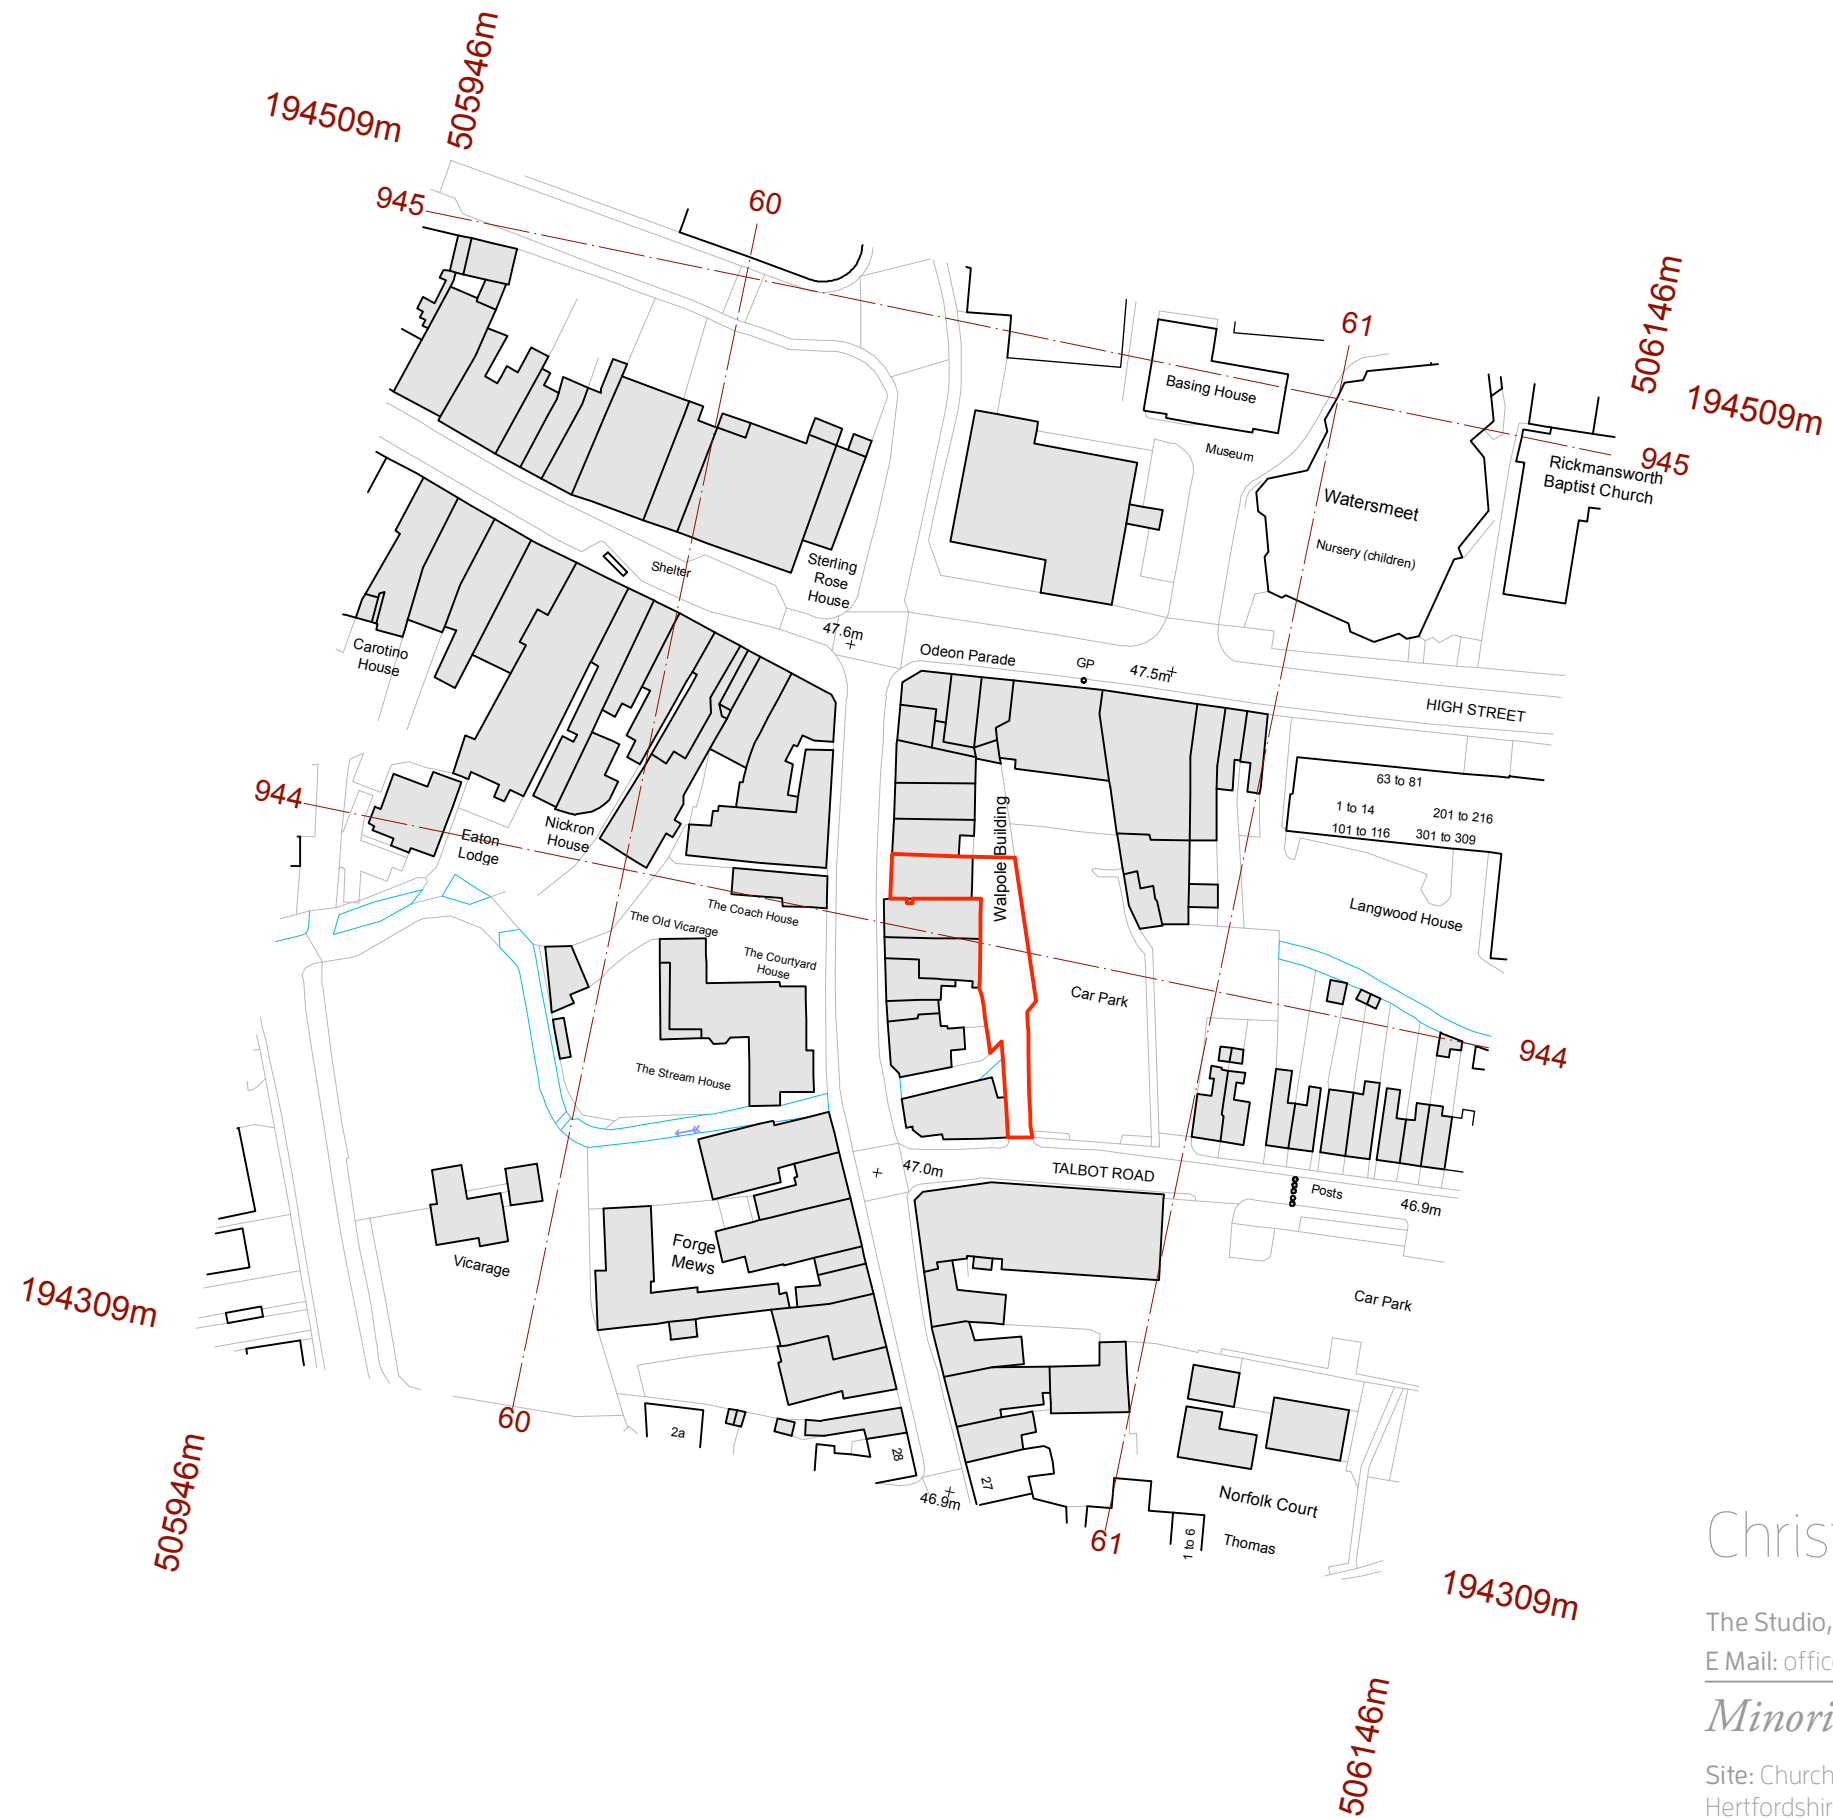 505946m
194509m
945
60
506146m
61
194509m
Basing House
Museum
945
Rickmansworth
Baptist Church
Watersmeet
Nursery (children)
Shelter
Sterling
Rose
House
47.6m
Carotino
House
Odeon Parade
GP
47.5m
HIGH STREET
63 to 81
1 to 14
201 to 216
101 to 116
301 to 309
944
Nickron
House
Eaton
Lodge
Walpole Building
The Coach House
The Old Vicarage
Langwood House
The Courtyard
House
Car Park
944
The Stream House
47.0m
TALBOT ROAD
Posts
46.9m
Forge
Mews
Vicarage
194309m
Car Park
60
2a
28
27
46.9m
505946m
Norfolk Court
61
1 to 6
Thomas
194309m
506146m
Chris
The Studio,
E Mail: offic
Minori
Site: Church
Hertfordshir